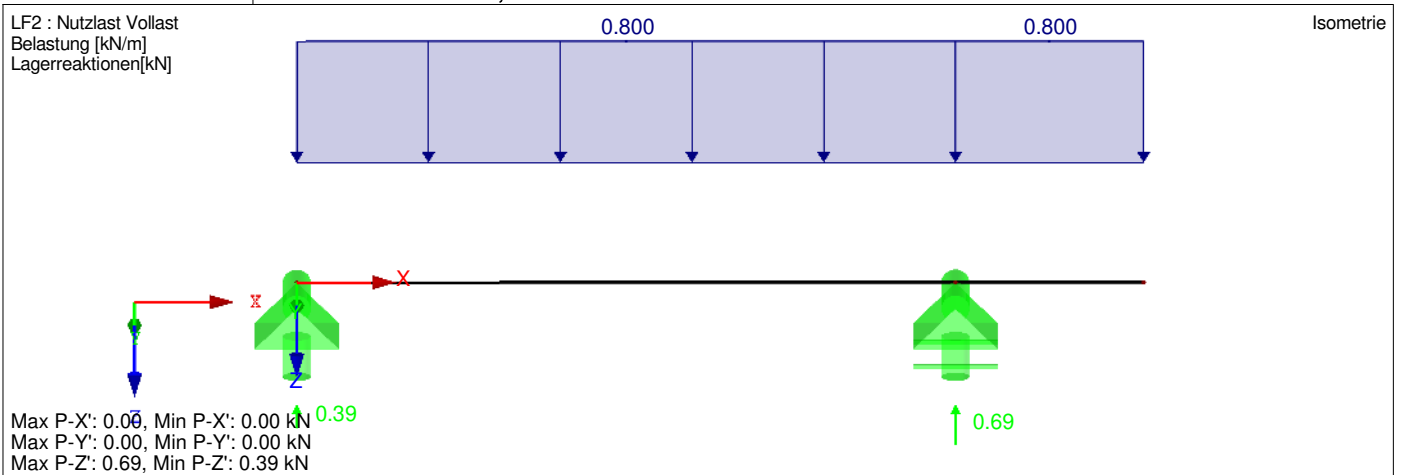 LF2 : Nutzlast Vollast
Belastung [kN/m]
Lagerreaktionen[kN]
0.800
0.800
Isometrie
X
X
Z
0.39
0.69
Max P-X': 0.00, Min P-X': 0.00 kN
Max P-Y': 0.00, Min P-Y': 0.00 kN
Max P-Z': 0.69, Min P-Z': 0.39 kN